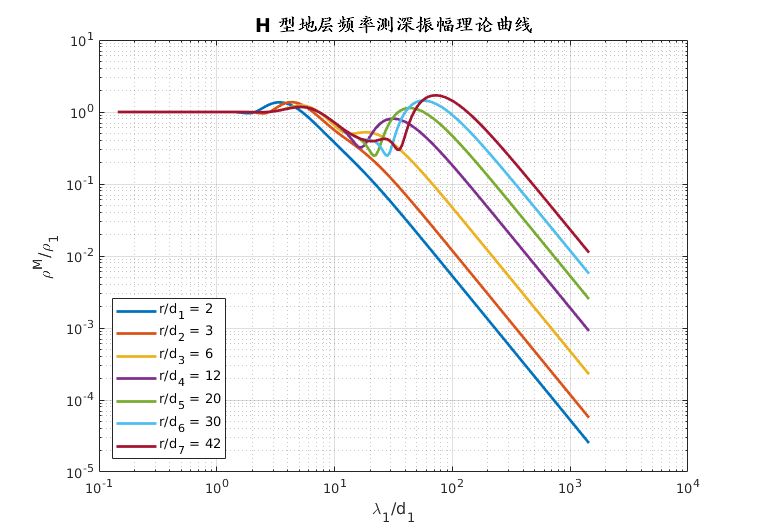 H 型地层频率测深振幅理论曲线
10^1
10^0
10^-1
10^-2
10^-3
10^-4
10^-5
ρ^M/ρ_1
r/d_1 = 2
r/d_2 = 3
r/d_3 = 6
r/d_4 = 12
r/d_5 = 20
r/d_6 = 30
r/d_7 = 42
10^-1 10^0 10^1 10^2 10^3 10^4
λ_1/d_1